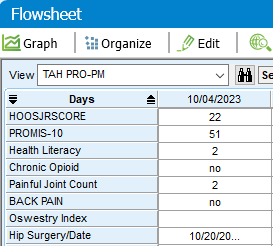 Flowsheet
Graph Organize Edit
View TAH PRO-PM Se
Days 10/04/2023
HOOSJRSCORE 22
PROMIS-10 51
Health Literacy 2
Chronic Opioid no
Painful Joint Count 2
BACK PAIN no
Oswestry Index
Hip Surgery/Date 10/20/20...